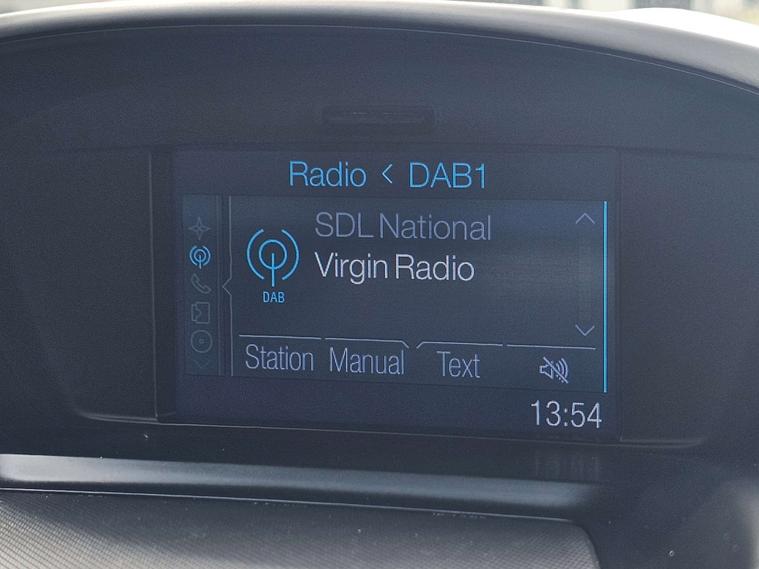 Radio < DAB1
SDL National
Virgin Radio
DAB
Station Manual Text
13:54